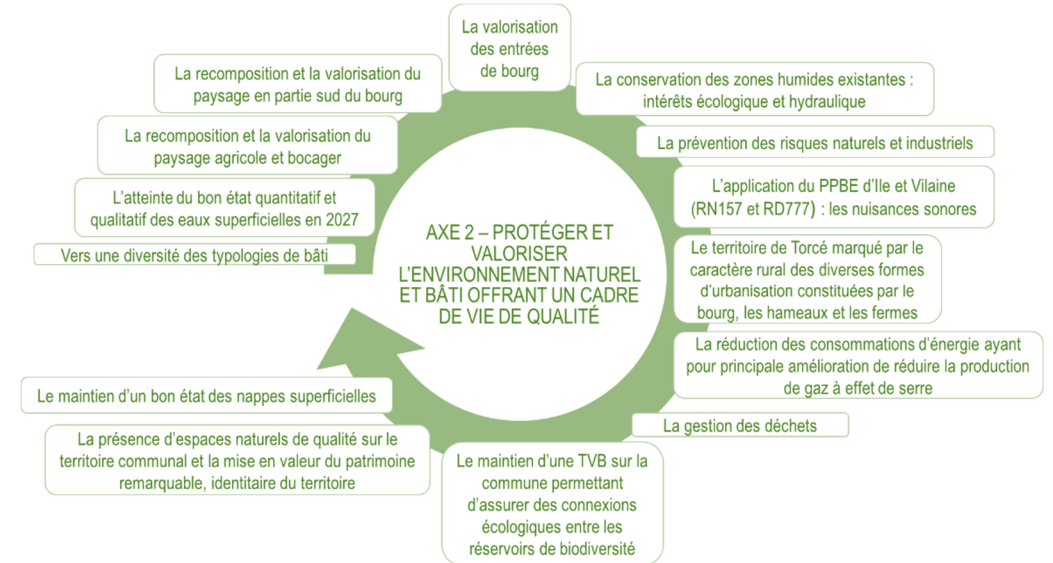 La valorisation
des entrées
de bourg
La conservation des zones humides existantes :
intérêts écologique et hydraulique
La prévention des risques naturels et industriels
L'application du PPBE d'Ile et Vilaine
(RN157 et RD777) : les nuisances sonores
Le territoire de Torcé marqué par le
caractère rural des diverses formes
d'urbanisation constituées par le
bourg, les hameaux et les fermes
La réduction des consommations d'énergie ayant
pour principale amélioration de réduire la production
de gaz à effet de serre
La gestion des déchets
Le maintien d'une TVB sur la
commune permettant
d'assurer des connexions
écologiques entre les
réservoirs de biodiversité
La présence d'espaces naturels de qualité sur le
territoire communal et la mise en valeur du patrimoine
remarquable, identitaire du territoire
Le maintien d'un bon état des nappes superficielles
Vers une diversité des typologies de bâti
L'atteinte du bon état quantitatif et
qualitatif des eaux superficielles en 2027
La recomposition et la valorisation du
paysage agricole et bocager
La recomposition et la valorisation du
paysage en partie sud du bourg
AXE 2 – PROTÉGER ET
VALORISER
L'ENVIRONNEMENT NATUREL
ET BÂTI OFFRANT UN CADRE
DE VIE DE QUALITÉ